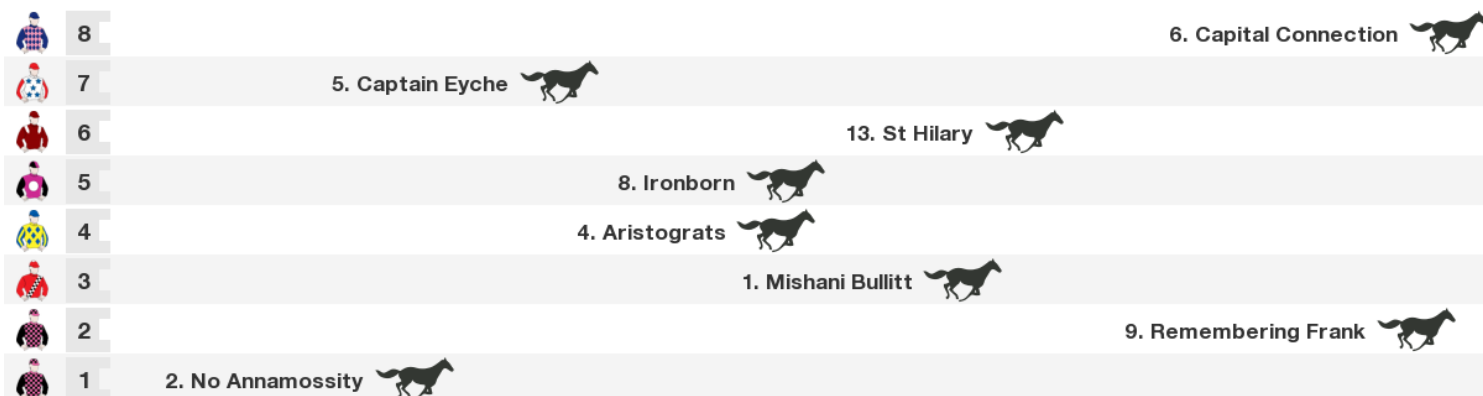 8 6. Capital Connection
7 5. Captain Eyche
6 13. St Hilary
5 8. Ironborn
4 4. Aristograts
3 1. Mishani Bullitt
2 9. Remembering Frank
1 2. No Annamossity